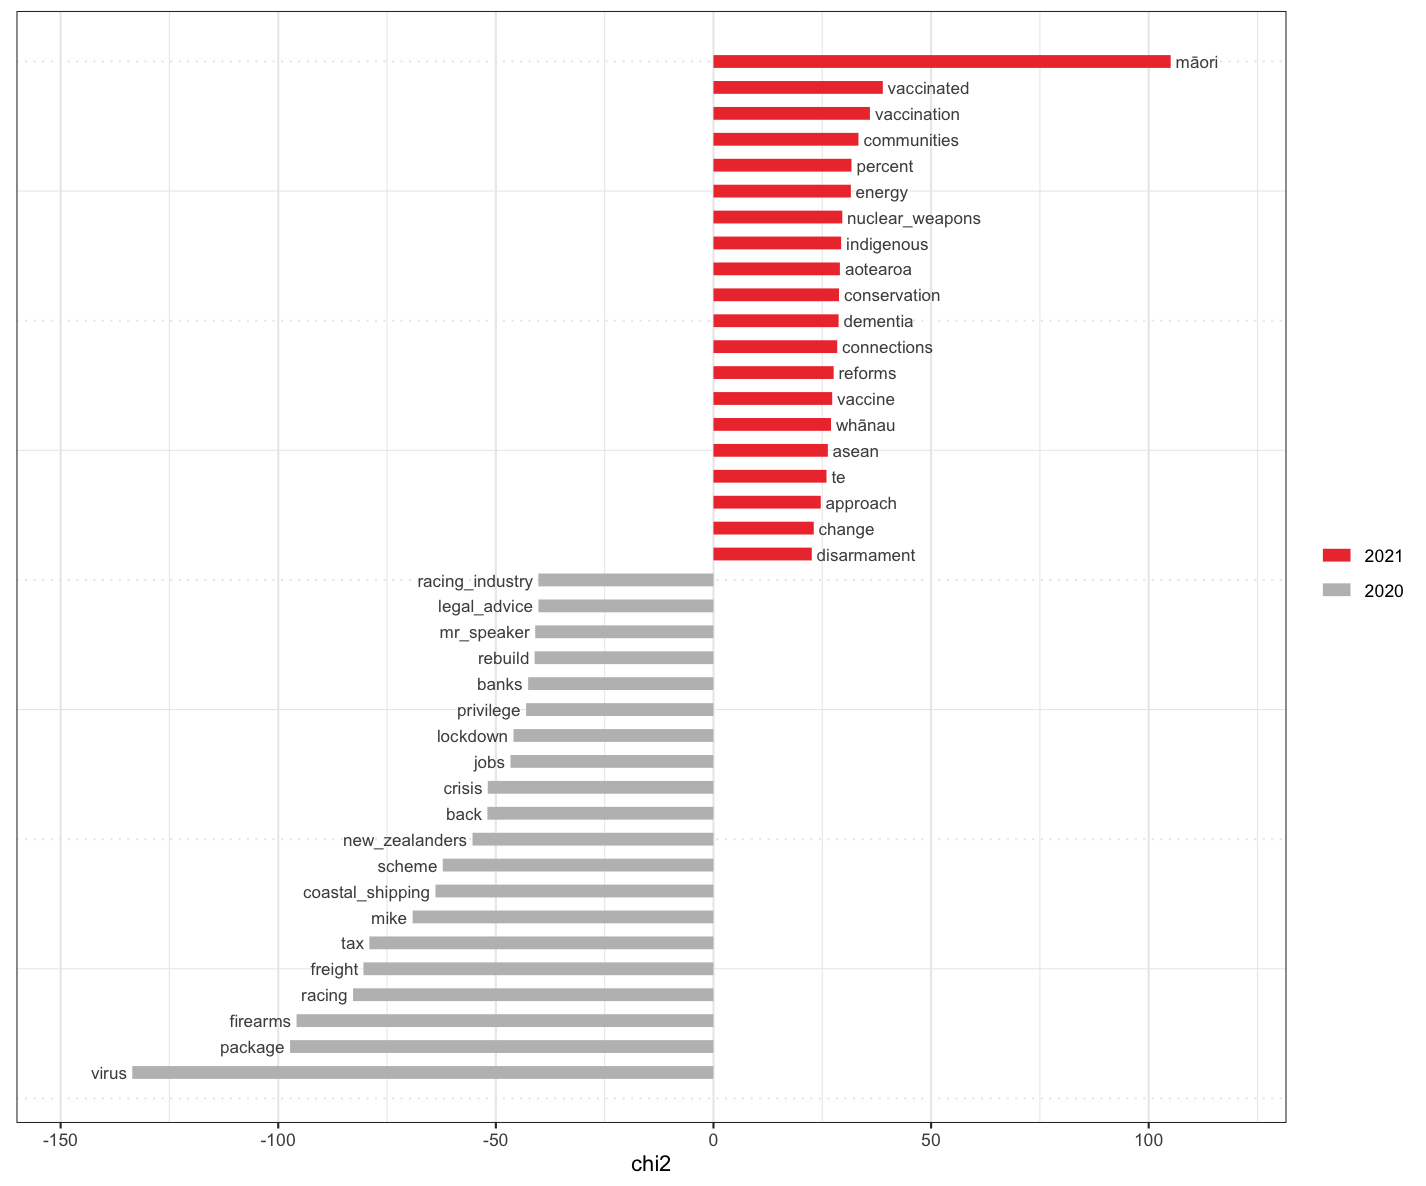 māori
vaccinated
vaccination
communities
percent
energy
nuclear_weapons
indigenous
aotearoa
conservation
dementia
connections
reforms
vaccine
whānau
asean
te
approach
change
disarmament
racing_industry
legal_advice
mr_speaker
rebuild
banks
privilege
lockdown
jobs
crisis
back
new_zealanders
scheme
coastal_shipping
mike
tax
freight
racing
firearms
package
virus
-150 -100 -50 0 50 100
chi2
2021
2020